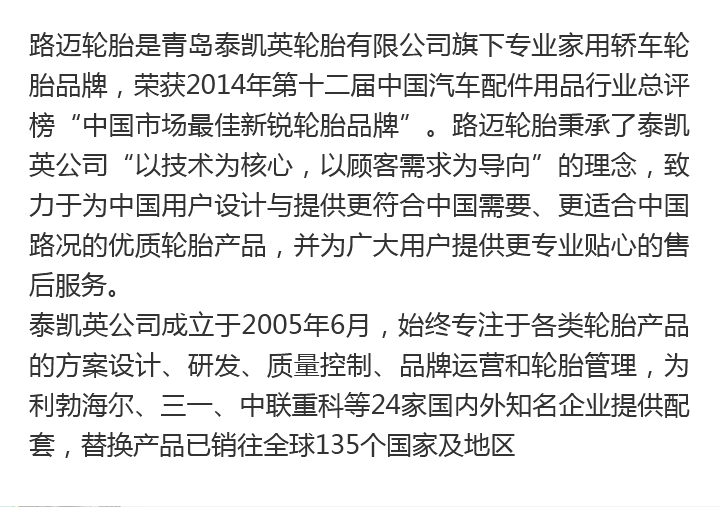 路迈轮胎是青岛泰凯英轮胎有限公司旗下专业家用轿车轮
胎品牌，荣获2014年第十二届中国汽车配件用品行业总评
榜“中国市场最佳新锐轮胎品牌”。路迈轮胎秉承了泰凯
英公司“以技术为核心，以顾客需求为导向”的理念，致
力于为中国用户设计与提供更符合中国需要、更适合中国
路况的优质轮胎产品，并为广大用户提供更专业贴心的售
后服务。
泰凯英公司成立于2005年6月，始终专注于各类轮胎产品
的方案设计、研发、质量控制、品牌运营和轮胎管理，为
利勃海尔、三一、中联重科等24家国内外知名企业提供配
套，替换产品已销往全球135个国家及地区